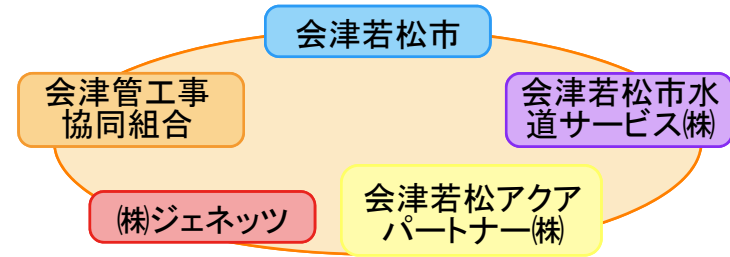 会津若松市
会津管工事
協同組合
会津若松市水
道サービス㈱
㈱ジェネッツ
会津若松アクア
パートナー㈱